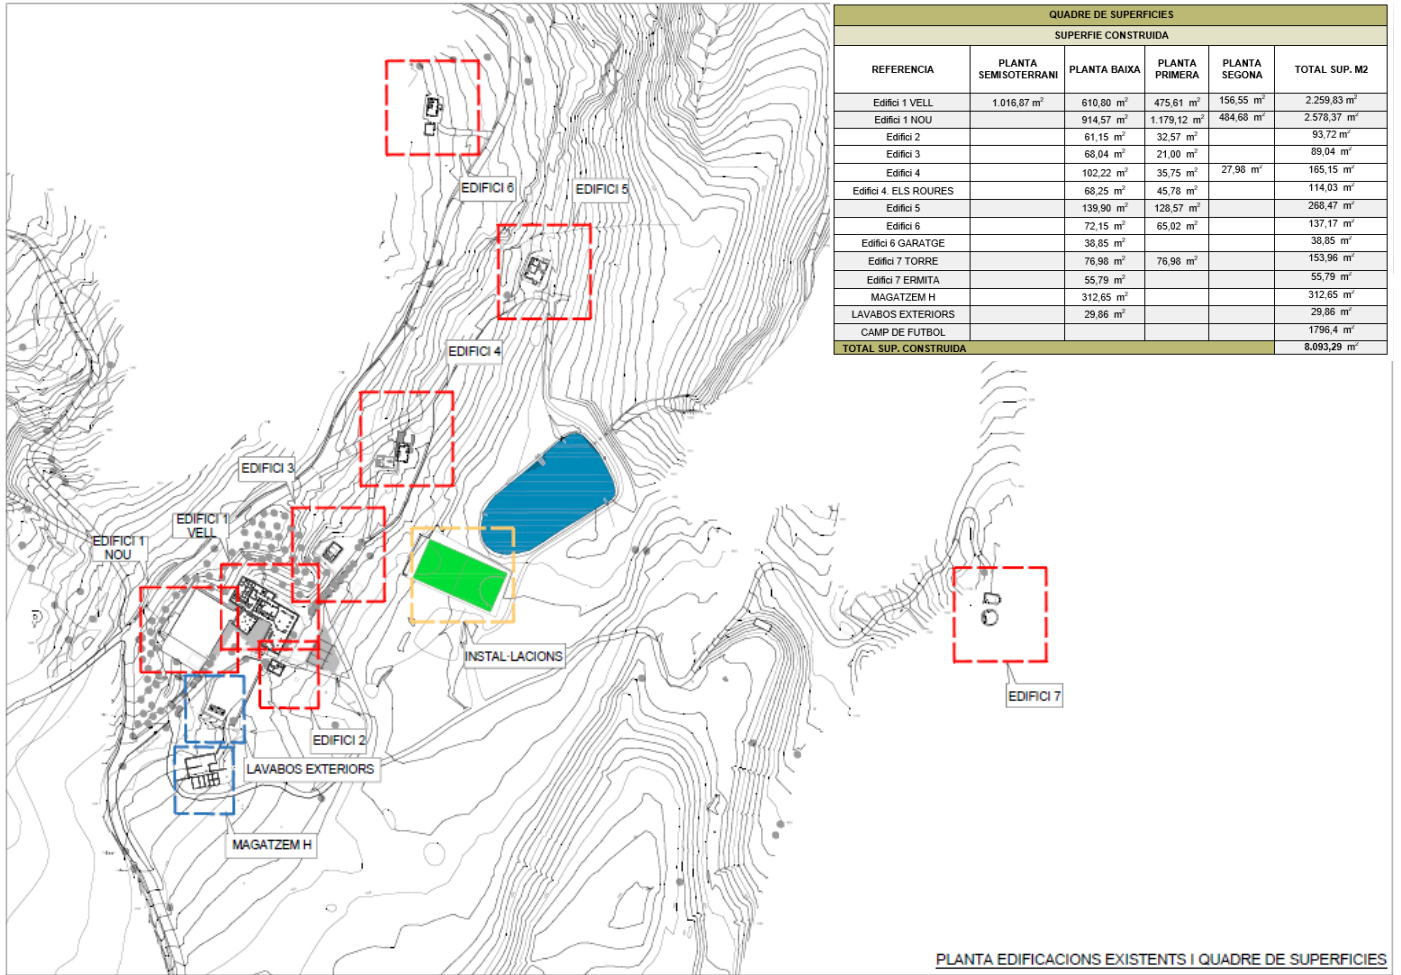 QUADRE DE SUPERFICIES
SUPERFIE CONSTRUIDA
REFERENCIA PLANTA SEMISOTERRANI PLANTA BAIXA PLANTA PRIMERA PLANTA SEGONA TOTAL SUP. M2
Edifici 1 VELL 1.016,87 m² 610,80 m² 475,61 m² 156,55 m² 2.259,83 m²
Edifici 1 NOU 914,57 m² 1.179,12 m² 484,68 m² 2.578,37 m²
Edifici 2 61,15 m² 32,57 m² 93,72 m²
Edifici 3 68,04 m² 21,00 m² 89,04 m²
Edifici 4 102,22 m² 35,75 m² 27,98 m² 165,15 m²
Edifici 4. ELS ROURES 68,25 m² 45,78 m² 114,03 m²
Edifici 5 139,90 m² 128,57 m² 268,47 m²
Edifici 6 72,15 m² 65,02 m² 137,17 m²
Edifici 6 GARATGE 38,85 m² 38,85 m²
Edifici 7 TORRE 76,98 m² 76,98 m² 153,96 m²
Edifici 7 ERMITA 55,79 m² 55,79 m²
MAGATZEM H 312,65 m² 312,65 m²
LAVABOS EXTERIORS 29,86 m² 29,86 m²
CAMP DE FUTBOL 1796,4 m²
TOTAL SUP. CONSTRUIDA 8.093,29 m²
EDIFICI 6
EDIFICI 5
EDIFICI 4
EDIFICI 3
EDIFICI 1
VELL
EDIFICI 1
NOU
INSTAL·LACIONS
EDIFICI 7
EDIFICI 2
LAVABOS EXTERIORS
MAGATZEM H
PLANTA EDIFICACIONS EXISTENTS I QUADRE DE SUPERFICIES